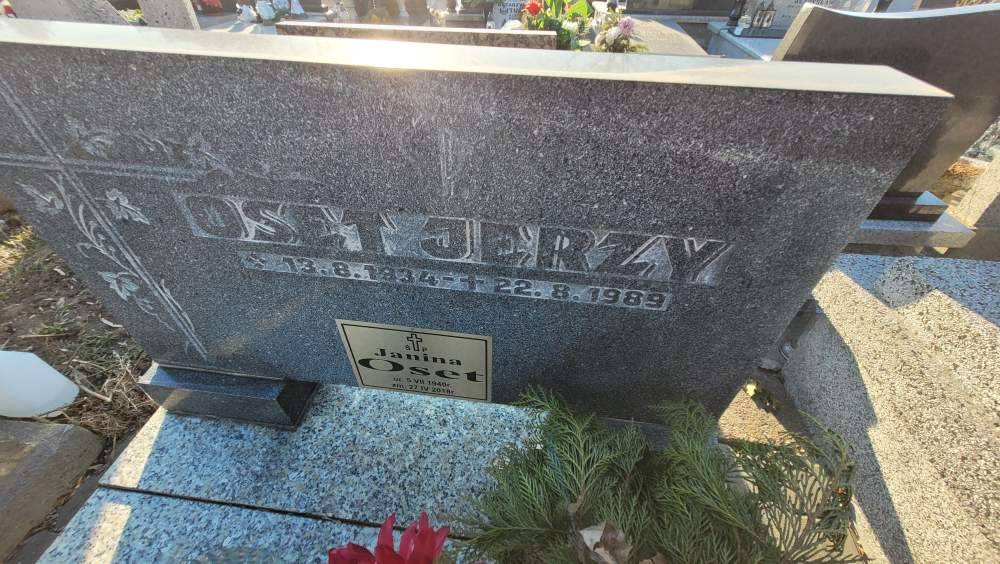 OSET JERZY
* 13.8.1934-✝22.8.1989
Ś P
Janina
Oset
ur. 5 VII 1940r.
zm. 27 IV 2018r.